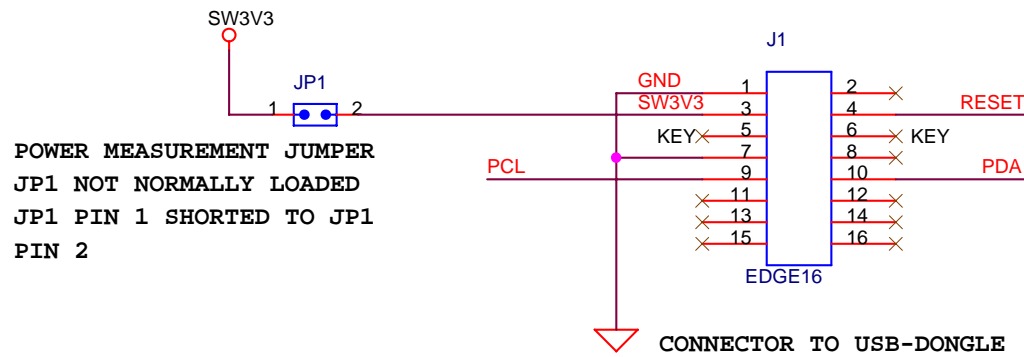 SW3V3
J1
JP1
1 2
GND 1 2
SW3V3 3 4 RESET
KEY 5 6 KEY
7 8
PCL 9 10 PDA
11 12
13 14
15 16
EDGE16
POWER MEASUREMENT JUMPER
JP1 NOT NORMALLY LOADED
JP1 PIN 1 SHORTED TO JP1
PIN 2
CONNECTOR TO USB-DONGLE